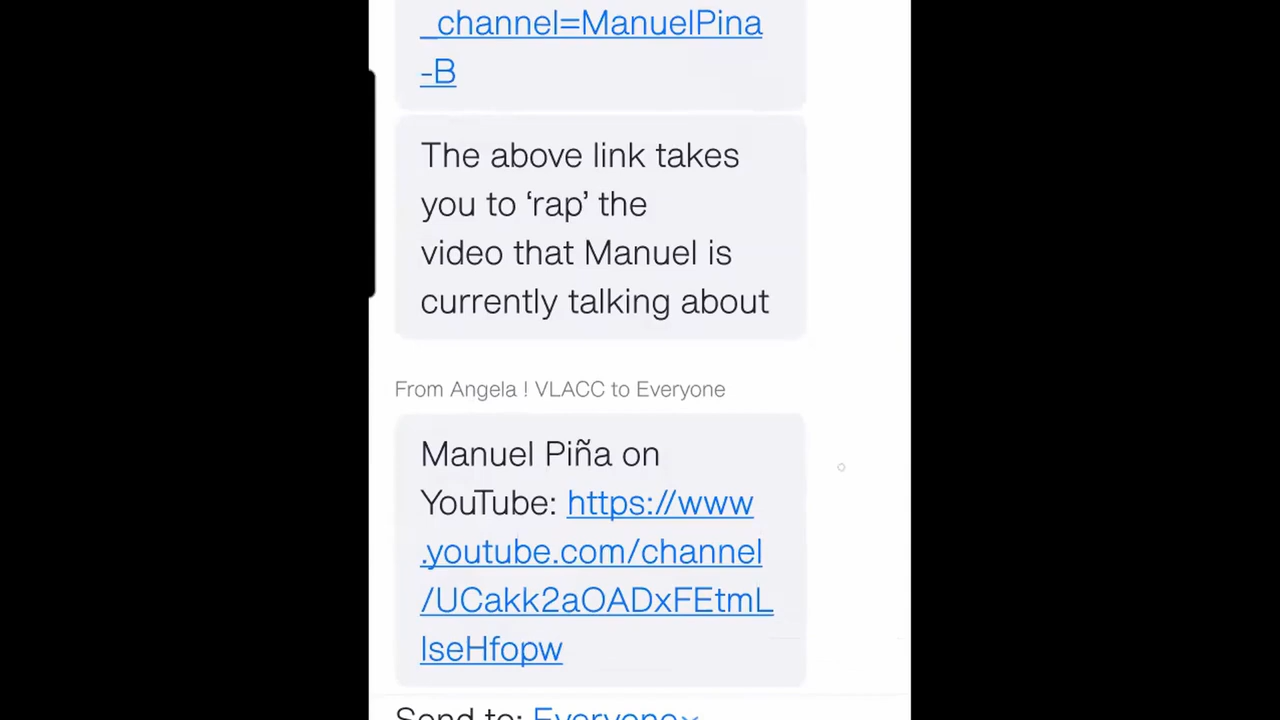 _channel=ManuelPina
-B
The above link takes
you to ‘rap’ the
video that Manuel is
currently talking about
From Angela ! VLACC to Everyone
Manuel Piña on
YouTube: https://www
.youtube.com/channel
/UCakk2aOADxFEtmL
lseHfopw
Send to: Everyone